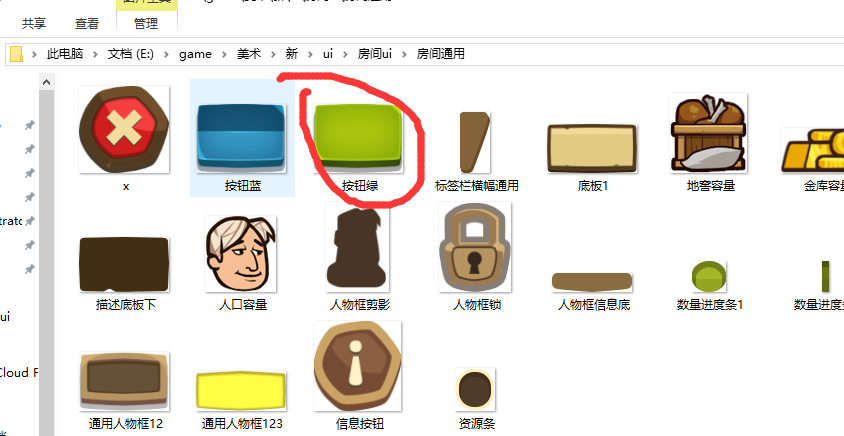 共享
查看
管理
此电脑 > 文档 (E:) > game > 美术 > 新 > ui > 房间ui > 房间通用
x
按钮蓝
按钮绿
标签栏横幅通用
底板1
地窖容量
金库容量
描述底板下
人口容量
人物框剪影
人物框锁
人物框信息底
数量进度条1
数量进度条
ui
Cloud F
通用人物框12
通用人物框123
信息按钮
资源条